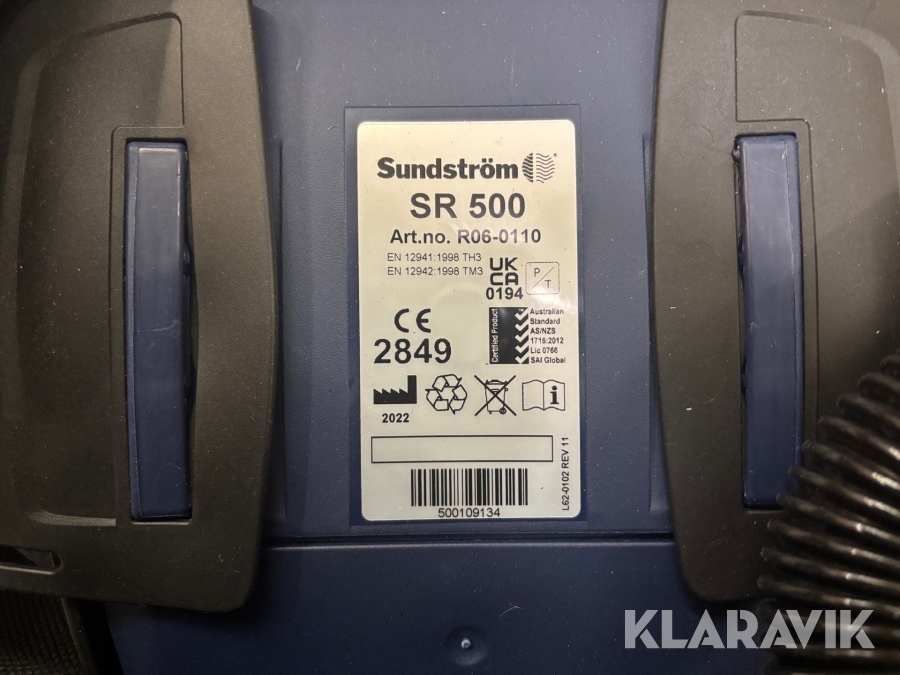 Sundström
SR 500
Art.no. R06-0110
EN 12941:1998 TH3
EN 12942:1998 TM3
UK
CA
0194
P/T
CE
2849
Certified Product
Australian
Standard
AS/NZS
1716:2012
Lic 0766
SAI Global
2022
i
L62-0102 REV 11
500109134
KLARAVIK